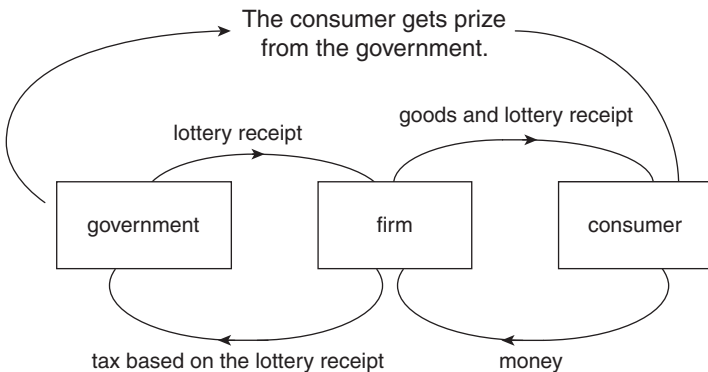 The consumer gets prize
from the government.
lottery receipt
goods and lottery receipt
government
firm
consumer
tax based on the lottery receipt
money